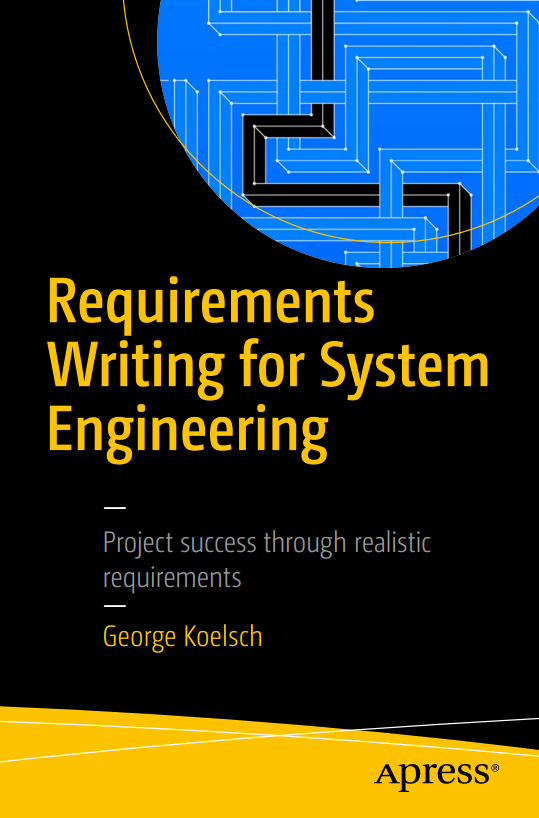 Requirements
Writing for System
Engineering
—
Project success through realistic
requirements
—
George Koelsch
Apress®